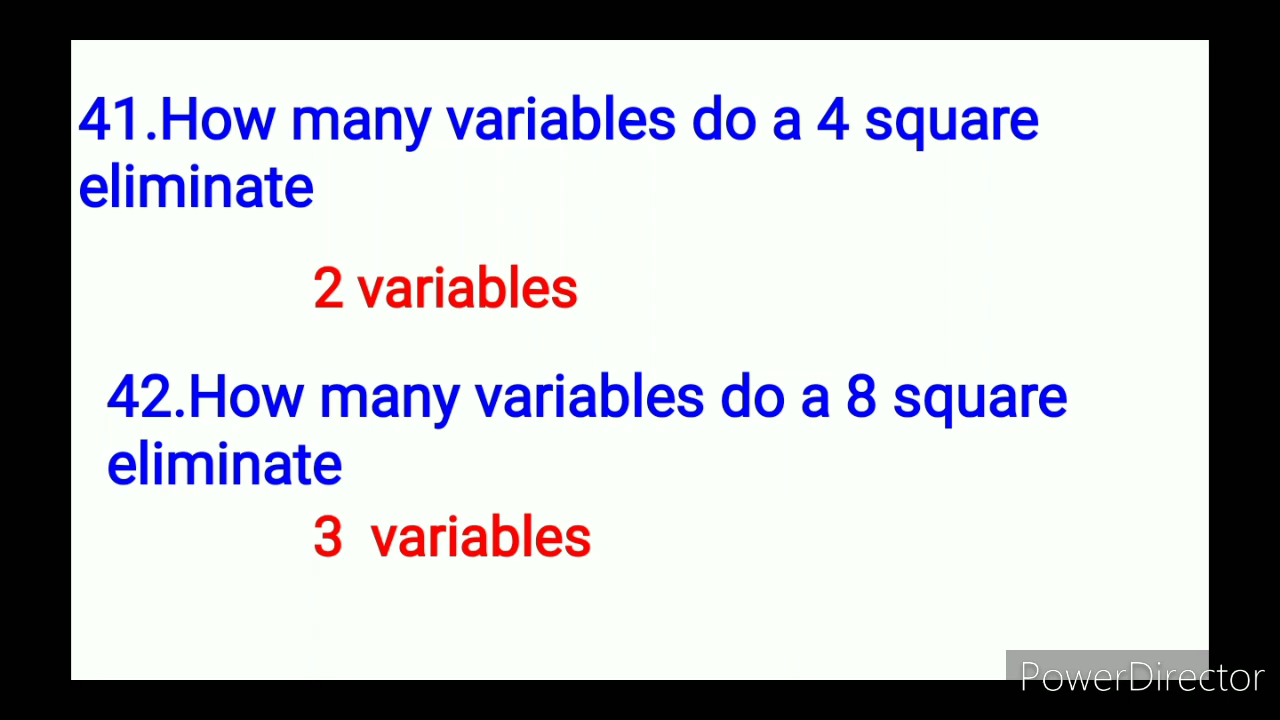 41.How many variables do a 4 square
eliminate
2 variables
42.How many variables do a 8 square
eliminate
3 variables
PowerDirector